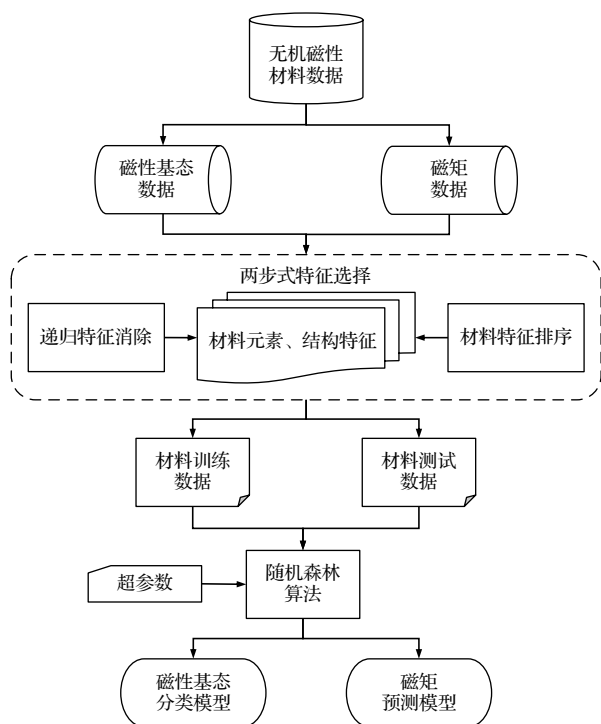 无机磁性
材料数据
磁性基态
数据
磁矩
数据
两步式特征选择
递归特征消除
材料元素、结构特征
材料特征排序
材料训练
数据
材料测试
数据
超参数
随机森林
算法
磁性基态
分类模型
磁矩
预测模型